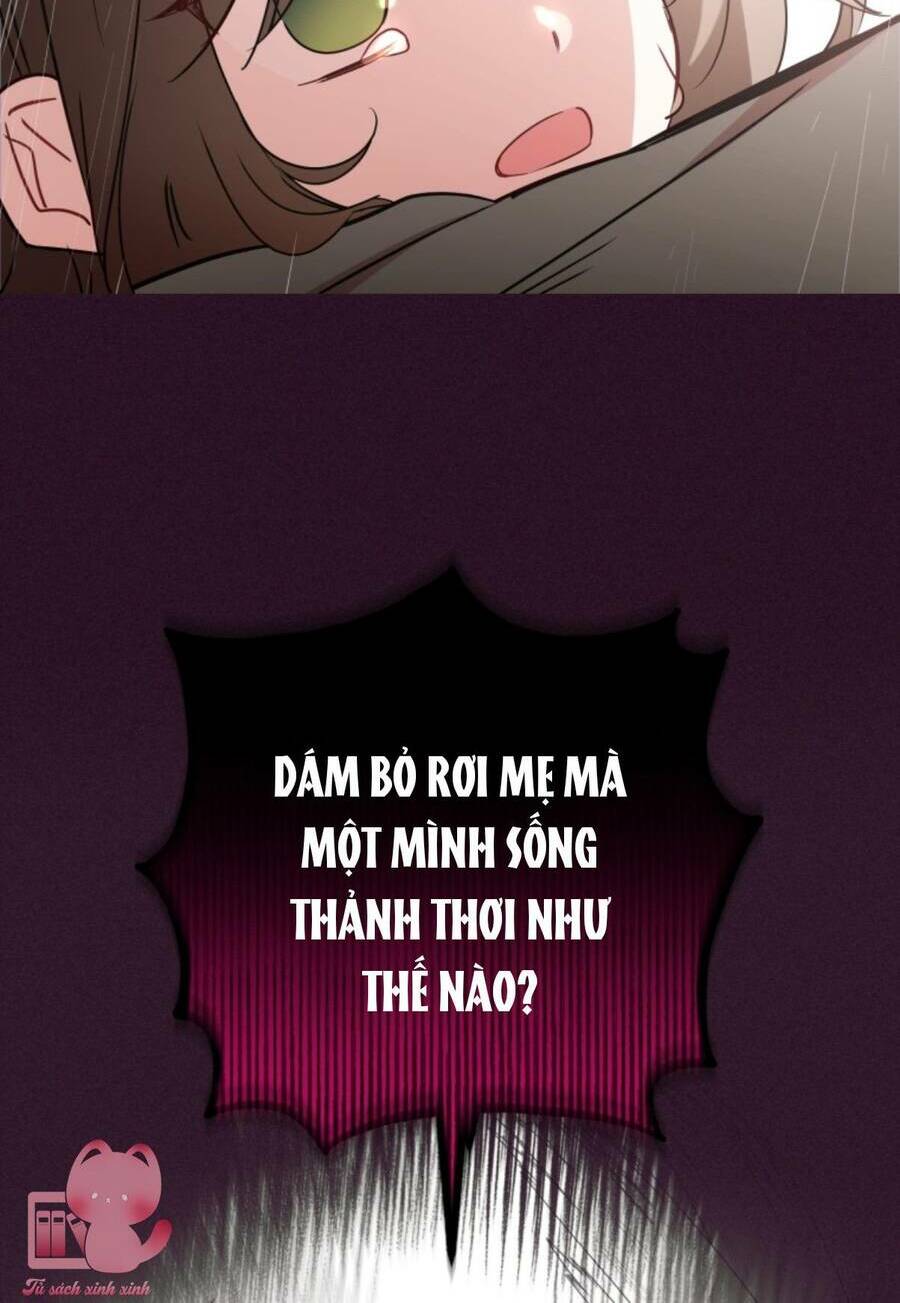 DÁM BỎ RƠI MẸ MÀ
MỘT MÌNH SỐNG
THẢNH THƠI NHƯ
THẾ NÀO?
Tủ sách xinh xinh